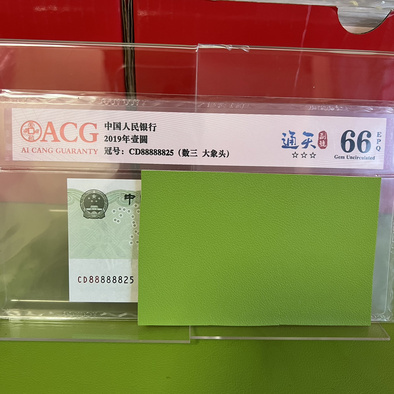 ACG
AI CANG GUARANTY
中国人民银行
2019年壹圆
冠号：CD88888825（数三 大象头）
通天
☆☆☆
66
EPQ
Gem Uncirculated
中
CD88888825